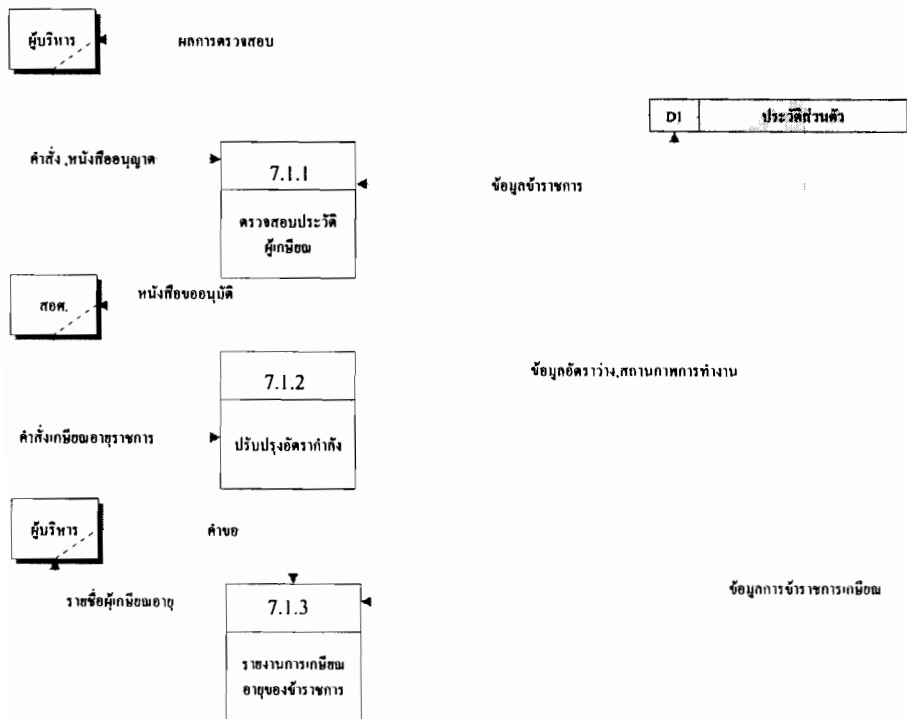 ผู้บริหาร
ผลการตรวจสอบ
D1 ประวัติส่วนตัว
คำสั่ง,หนังสืออนุญาต
7.1.1
ข้อมูลข้าราชการ
ตรวจสอบประวัติ
ผู้เกษียณ
สอศ.
หนังสือขออนุมัติ
7.1.2
ข้อมูลอัตราว่าง,สถานภาพการทำงาน
คำสั่งเกษียณอายุราชการ
ปรับปรุงอัตรากำลัง
ผู้บริหาร
คำขอ
รายชื่อผู้เกษียณอายุ
7.1.3
ข้อมูลการข้าราชการเกษียณ
รายงานการเกษียณ
อายุของข้าราชการ